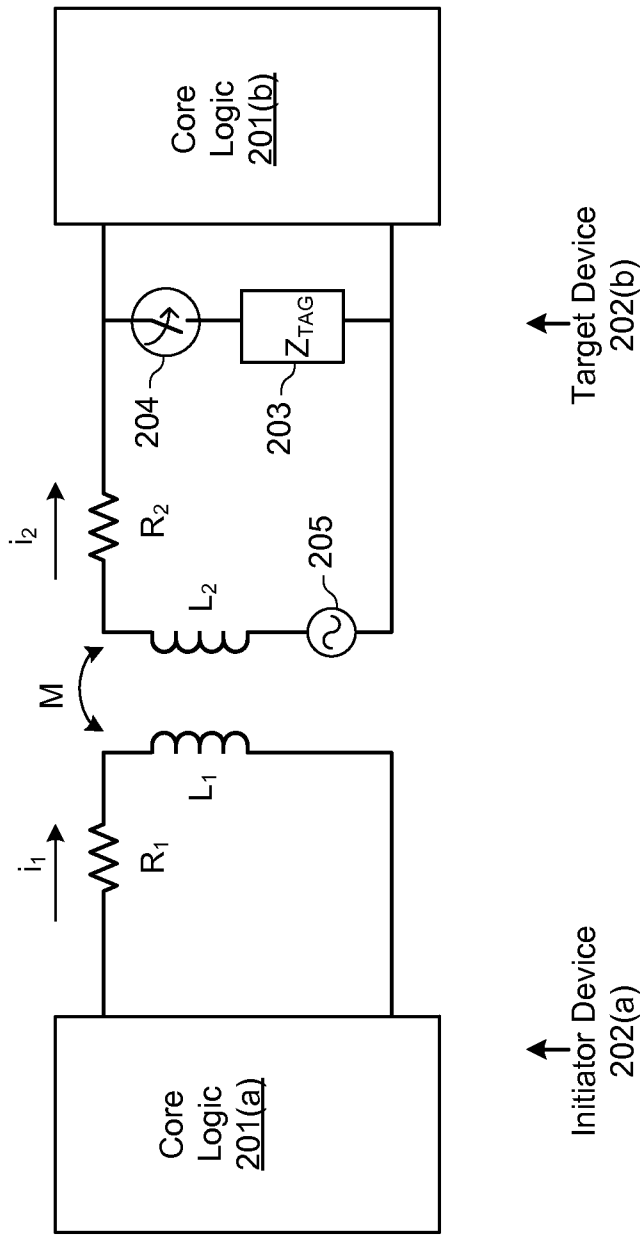 Core
Logic
201(a)
i₁
R₁
L₁
M
L₂
i₂
R₂
205
204
203
Z_TAG
Core
Logic
201(b)
Initiator Device
202(a)
Target Device
202(b)